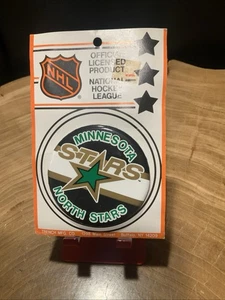 OFFICIAL
LICENSED
PRODUCT
NHL
NATIONAL
HOCKEY
LEAGUE
MINNESOTA
STARS
NORTH STARS